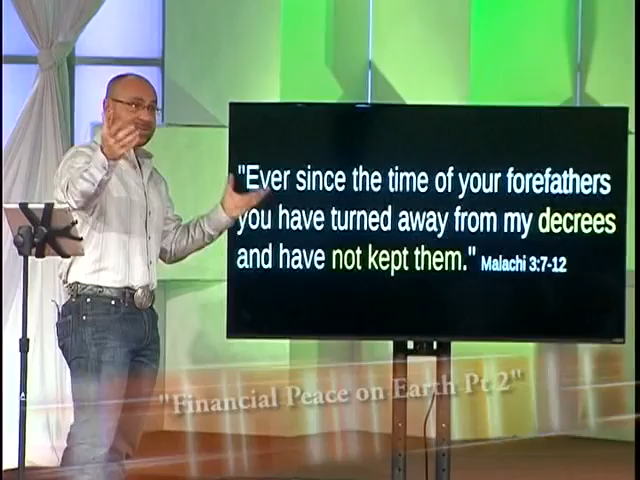 "Ever since the time of your forefathers
you have turned away from my decrees
and have not kept them." Malachi 3:7-12
"Financial Peace on Earth Pt.2"